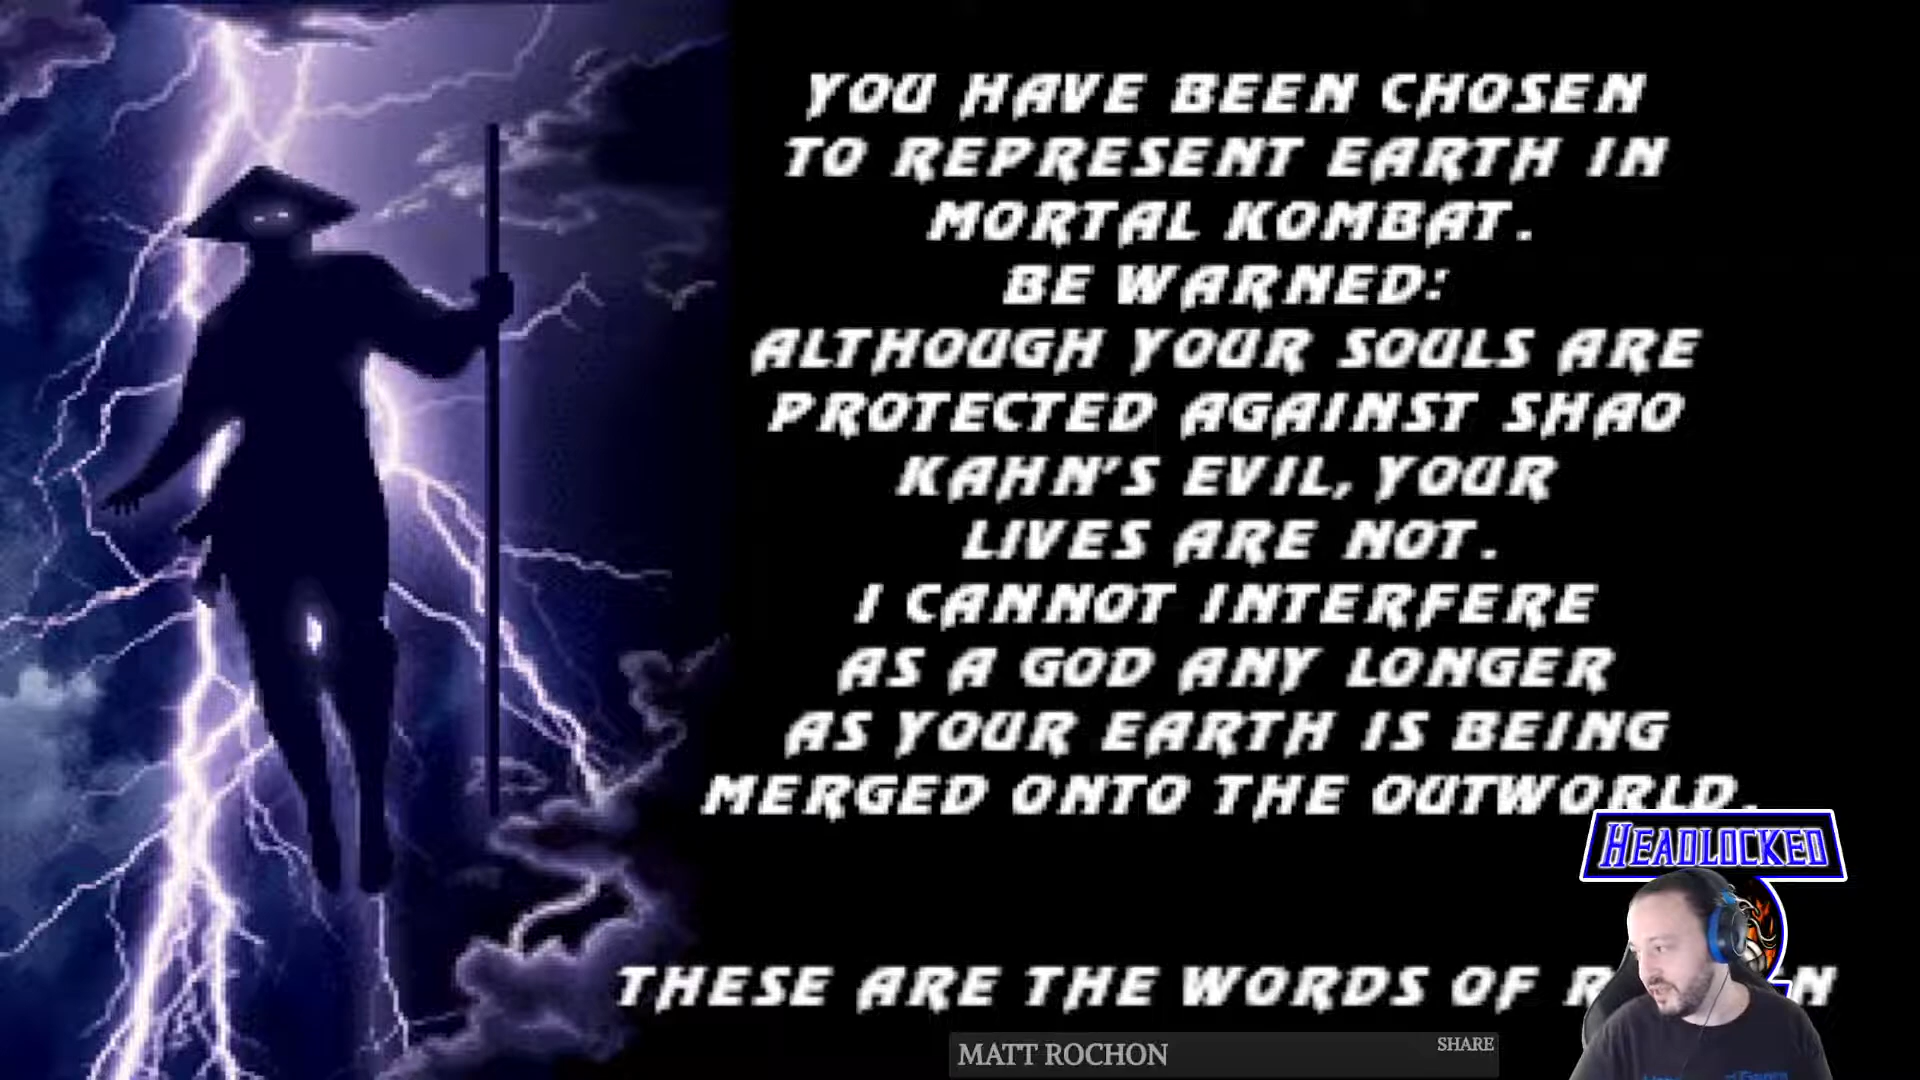 YOU HAVE BEEN CHOSEN
TO REPRESENT EARTH IN
MORTAL KOMBAT.
BE WARNED:
ALTHOUGH YOUR SOULS ARE
PROTECTED AGAINST SHAO
KAHN'S EVIL, YOUR
LIVES ARE NOT.
I CANNOT INTERFERE
AS A GOD ANY LONGER
AS YOUR EARTH IS BEING
MERGED ONTO THE OUTWORLD.
HEADLOCKED
THESE ARE THE WORDS OF
MATT ROCHON
SHARE